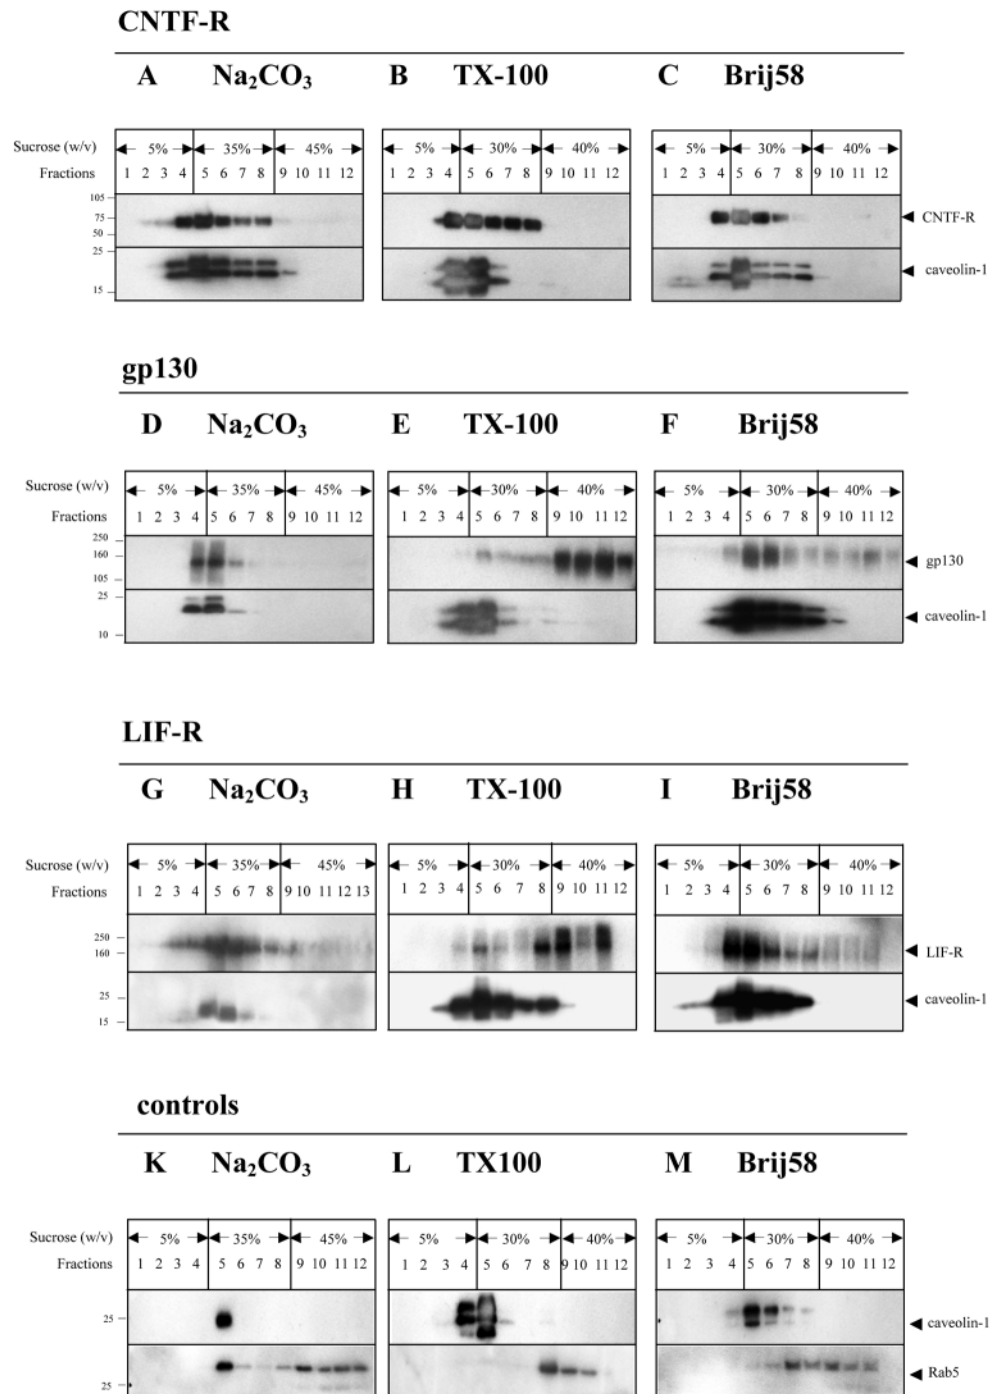 CNTF-R
A Na₂CO₃ B TX-100 C Brij58
Sucrose (w/v) 5% 35% 45% 5% 30% 40% 5% 30% 40%
Fractions 1 2 3 4 5 6 7 8 9 10 11 12 1 2 3 4 5 6 7 8 9 10 11 12 1 2 3 4 5 6 7 8 9 10 11 12
105
75 CNTF-R
50
25
caveolin-1
15
gp130
D Na₂CO₃ E TX-100 F Brij58
Sucrose (w/v) 5% 35% 45% 5% 30% 40% 5% 30% 40%
Fractions 1 2 3 4 5 6 7 8 9 10 11 12 1 2 3 4 5 6 7 8 9 10 11 12 1 2 3 4 5 6 7 8 9 10 11 12
250
160 gp130
105
25
caveolin-1
10
LIF-R
G Na₂CO₃ H TX-100 I Brij58
Sucrose (w/v) 5% 35% 45% 5% 30% 40% 5% 30% 40%
Fractions 1 2 3 4 5 6 7 8 9 10 11 12 13 1 2 3 4 5 6 7 8 9 10 11 12 1 2 3 4 5 6 7 8 9 10 11 12
250
160 LIF-R
25 caveolin-1
15
controls
K Na₂CO₃ L TX100 M Brij58
Sucrose (w/v) 5% 35% 45% 5% 30% 40% 5% 30% 40%
Fractions 1 2 3 4 5 6 7 8 9 10 11 12 1 2 3 4 5 6 7 8 9 10 11 12 1 2 3 4 5 6 7 8 9 10 11 12
25 caveolin-1
Rab5
25